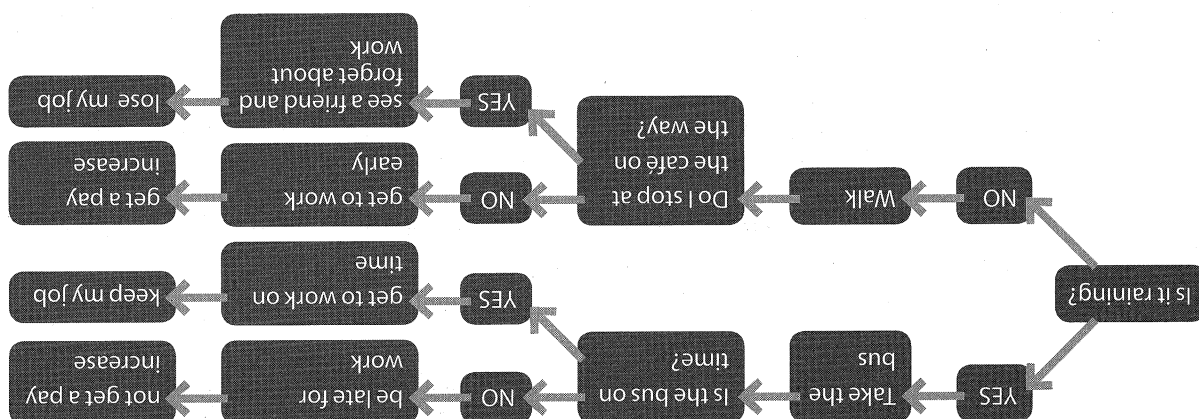 Is it raining?
YES
Take the
bus
Is the bus on
time?
NO
be late for
work
not get a pay
increase
YES
get to work on
time
keep my job
NO
Walk
Do I stop at
the café on
the way?
NO
get to work
early
get a pay
increase
YES
see a friend and
forget about
work
lose my job